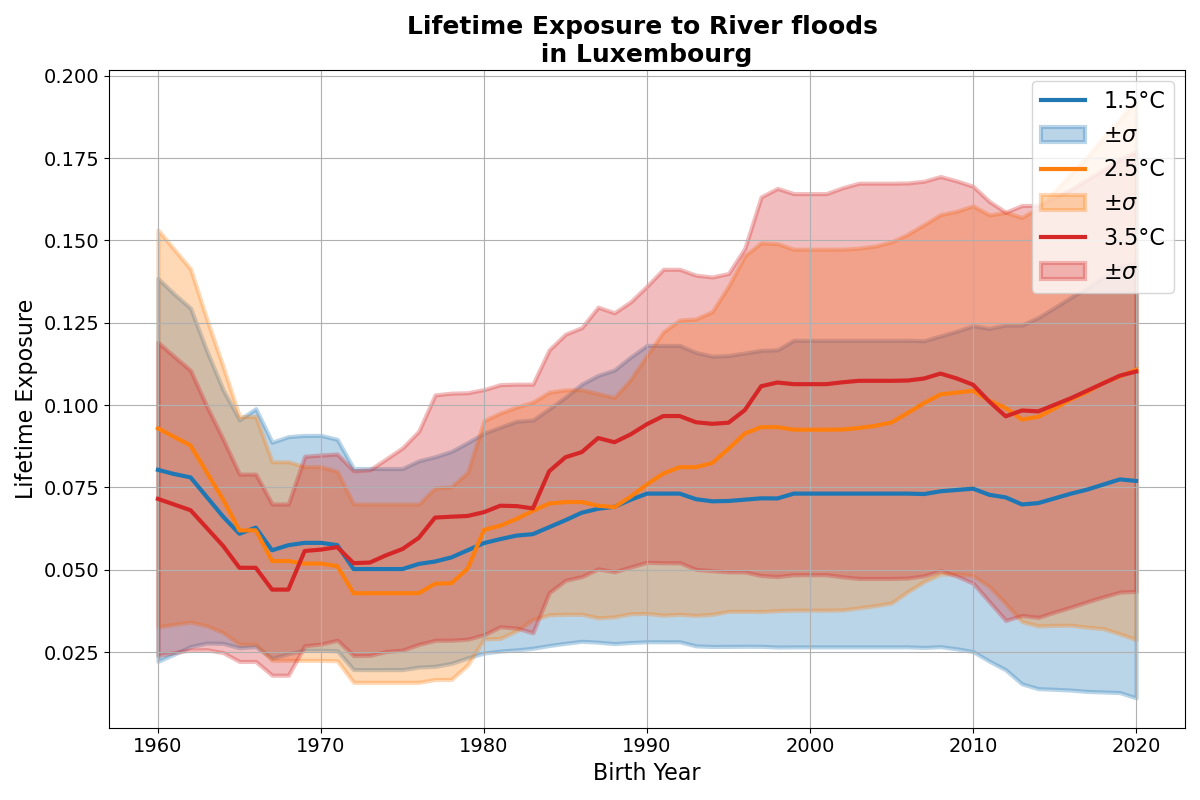 Lifetime Exposure to River floods
in Luxembourg
0.200
0.175
0.150
0.125
0.100
0.075
0.050
0.025
Lifetime Exposure
1960
1970
1980
1990
2000
2010
2020
Birth Year
1.5°C
±σ
2.5°C
±σ
3.5°C
±σ